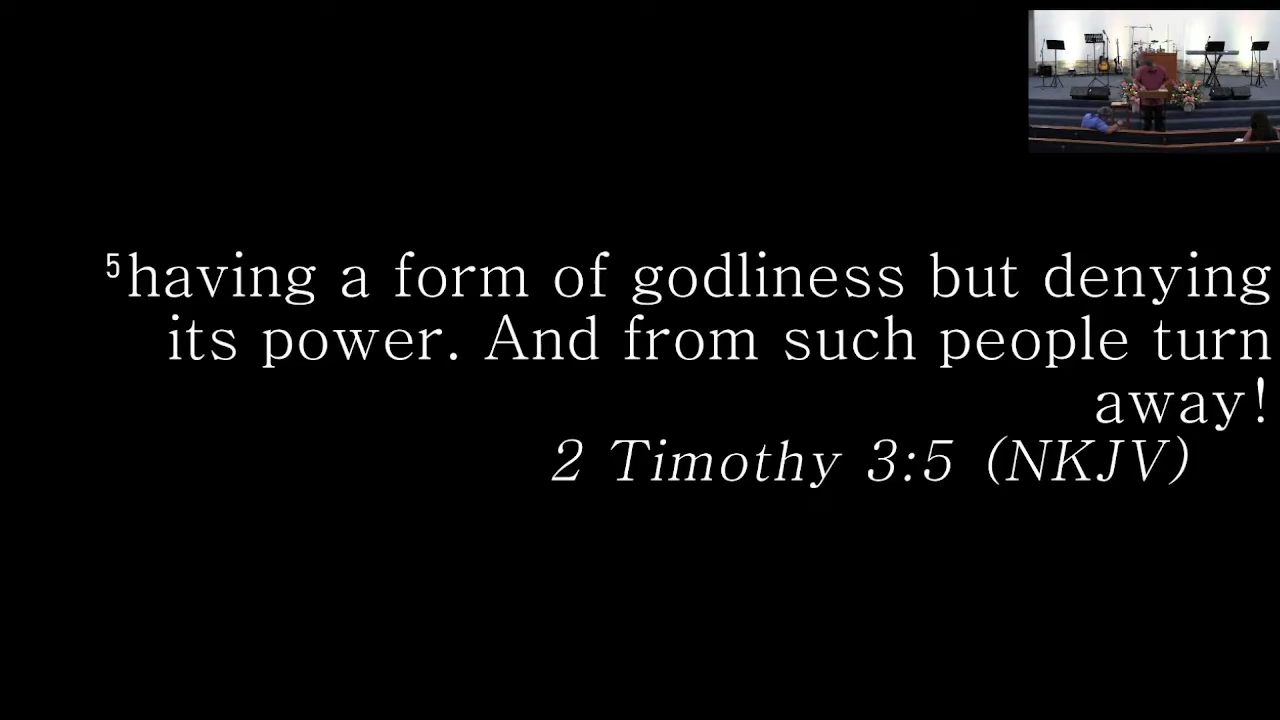 5having a form of godliness but denying
its power. And from such people turn
away!
2 Timothy 3:5 (NKJV)